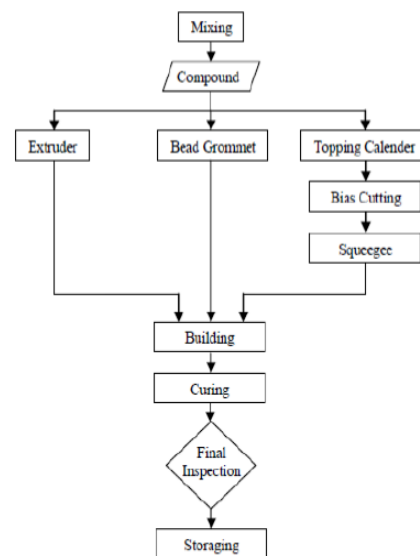 Mixing
Compound
Extruder
Bead Grommet
Topping Calender
Bias Cutting
Squeegee
Building
Curing
Final
Inspection
Storaging